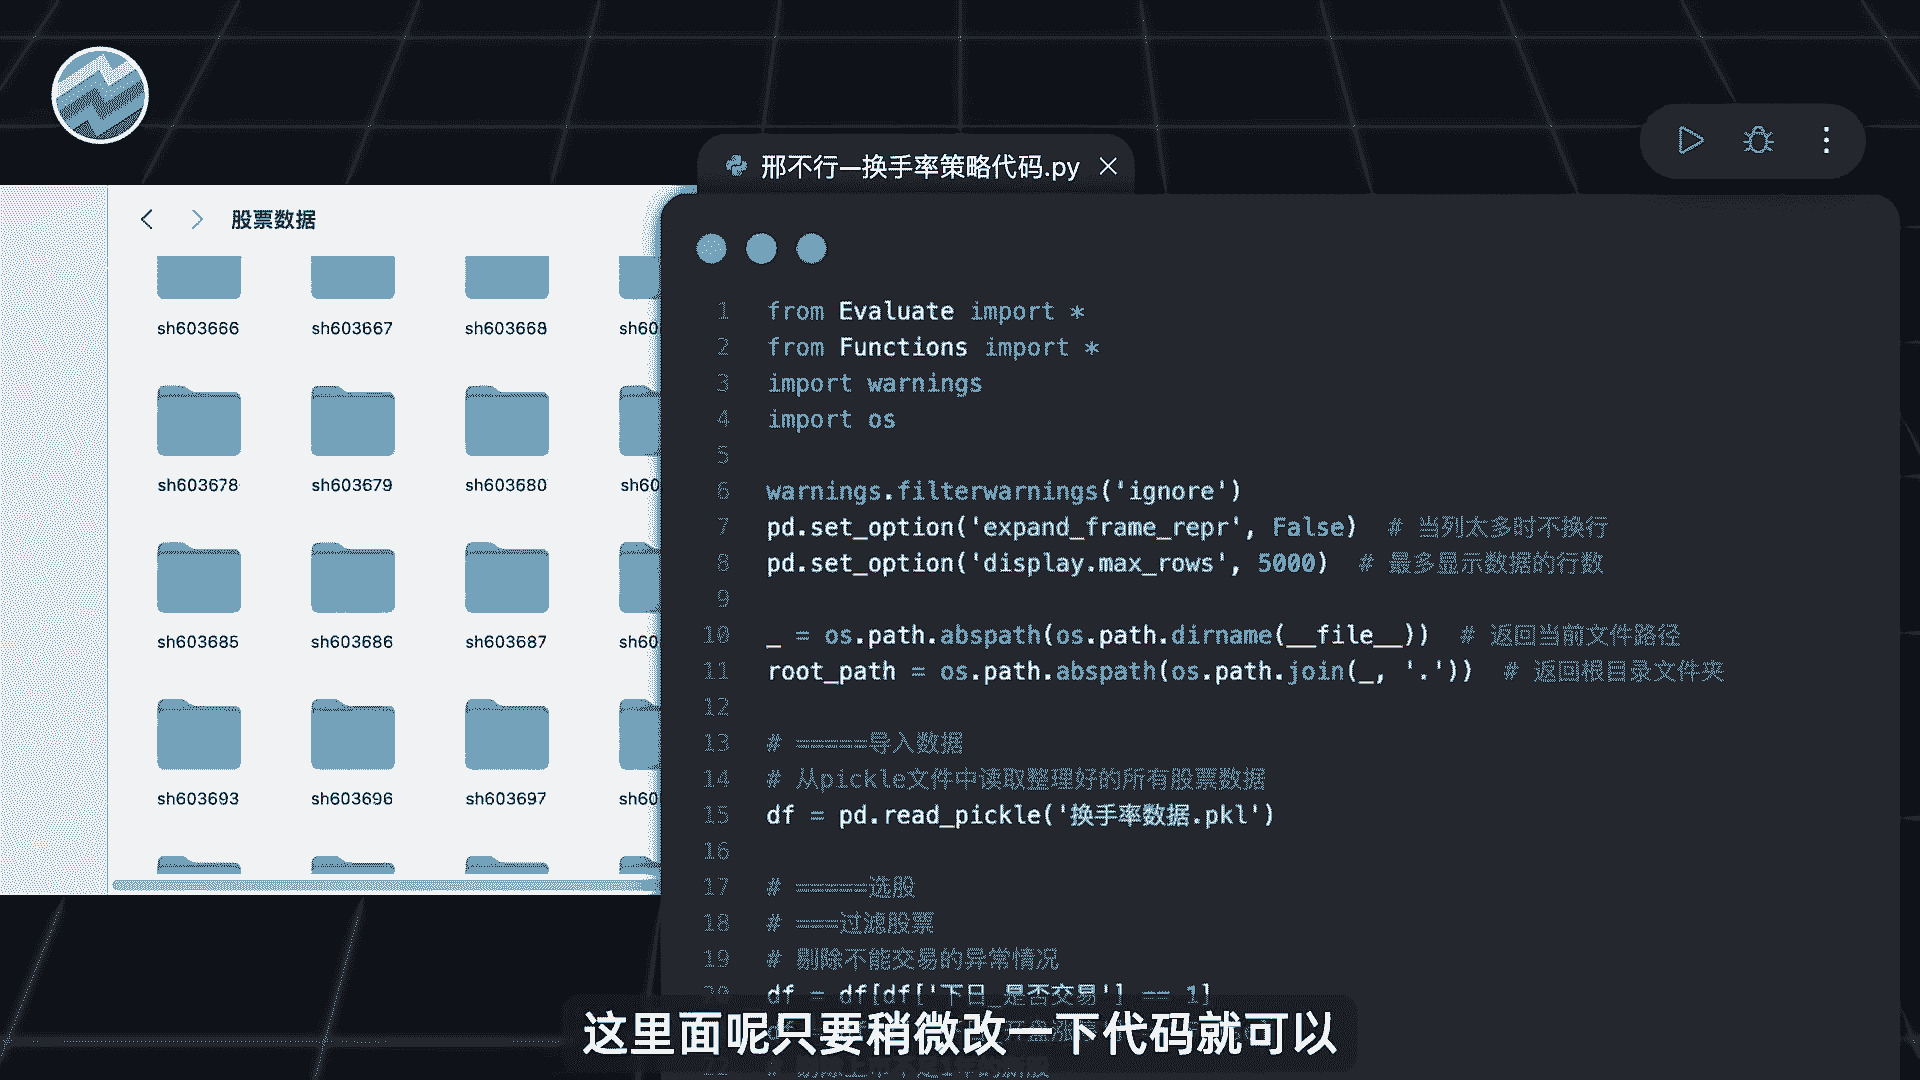 邢不行—换手率策略代码.py
股票数据
sh603666 sh603667 sh603668
sh603678 sh603679 sh603680
sh603685 sh603686 sh603687
sh603693 sh603696 sh603697
1 from Evaluate import *
2 from Functions import *
3 import warnings
4 import os
5
6 warnings.filterwarnings('ignore')
7 pd.set_option('expand_frame_repr', False)  # 当列太多时不换行
8 pd.set_option('display.max_rows', 5000)  # 最多显示数据的行数
9
10 _ = os.path.abspath(os.path.dirname(__file__))  # 返回当前文件路径
11 root_path = os.path.abspath(os.path.join(_, '.'))  # 返回根目录文件夹
12
13 # =====导入数据
14 # 从pickle文件中读取整理好的所有股票数据
15 df = pd.read_pickle('换手率数据.pkl')
16
17 # =====选股
18 # ===过滤股票
19 # 剔除不能交易的异常情况
20 df = df[df['下日_是否交易'] == 1]
这里面呢只要稍微改一下代码就可以